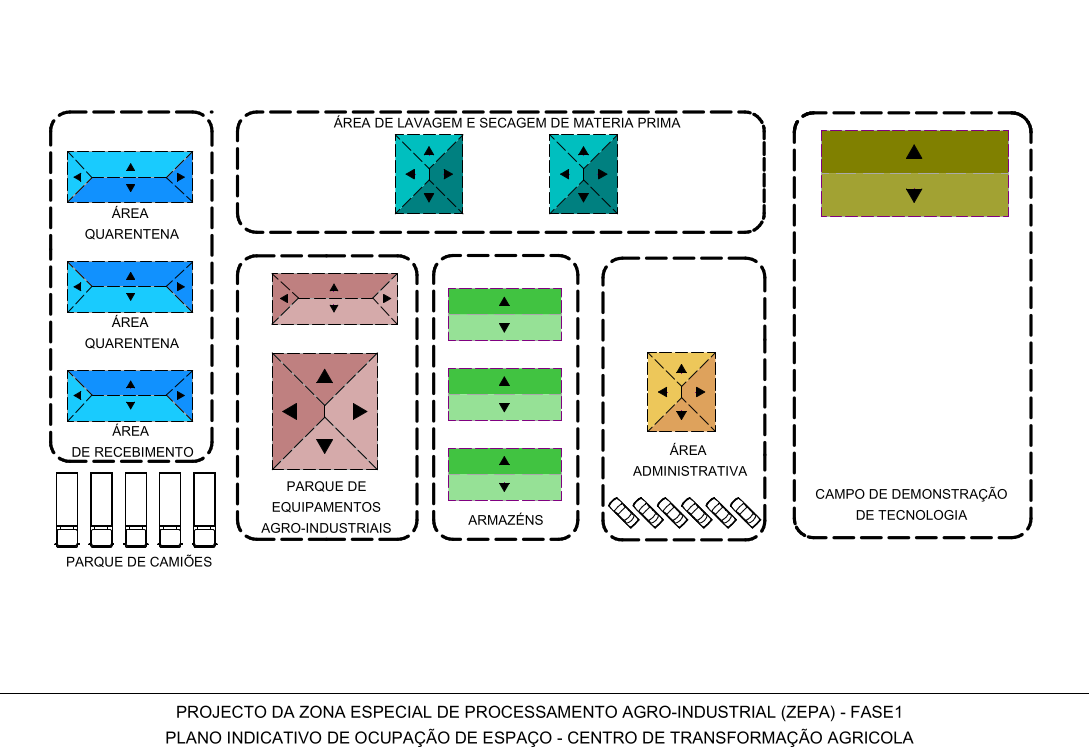 ÁREA DE LAVAGEM E SECAGEM DE MATERIA PRIMA
ÁREA
QUARENTENA
ÁREA
QUARENTENA
ÁREA
DE RECEBIMENTO
PARQUE DE CAMIÕES
PARQUE DE
EQUIPAMENTOS
AGRO-INDUSTRIAIS
ARMAZÉNS
ÁREA
ADMINISTRATIVA
CAMPO DE DEMONSTRAÇÃO
DE TECNOLOGIA
PROJECTO DA ZONA ESPECIAL DE PROCESSAMENTO AGRO-INDUSTRIAL (ZEPA) - FASE1
PLANO INDICATIVO DE OCUPAÇÃO DE ESPAÇO - CENTRO DE TRANSFORMAÇÃO AGRICOLA